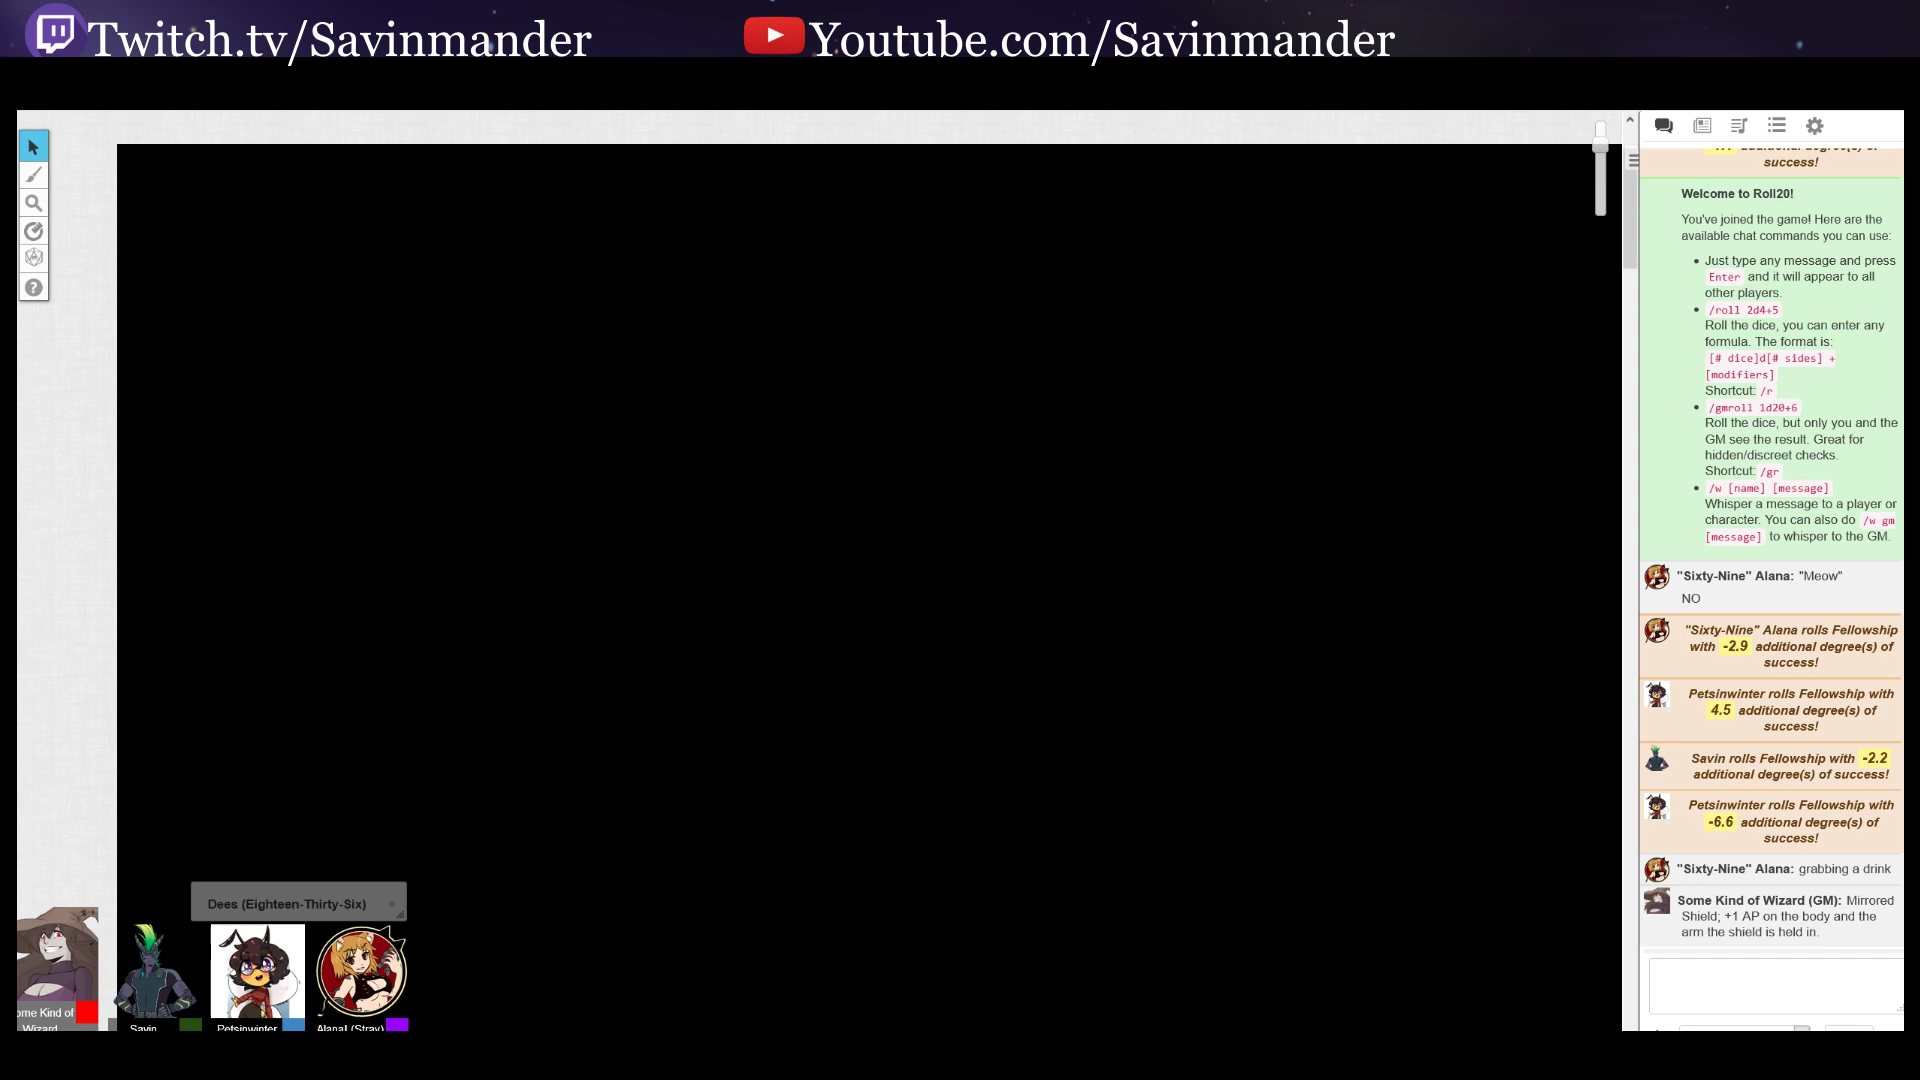 Twitch.tv/Savinmander
Youtube.com/Savinmander
success!
Welcome to Roll20!
You've joined the game! Here are the
available chat commands you can use:
Just type any message and press
Enter and it will appear to all
other players.
/roll 2d4+5
Roll the dice, you can enter any
formula. The format is:
[# dice]d[# sides] +
[modifiers]
Shortcut: /r
/gmroll 1d20+6
Roll the dice, but only you and the
GM see the result. Great for
hidden/discreet checks.
Shortcut: /gr
/w [name] [message]
Whisper a message to a player or
character. You can also do /w gm
[message] to whisper to the GM.
"Sixty-Nine" Alana: "Meow"
NO
"Sixty-Nine" Alana rolls Fellowship
with -2.9 additional degree(s) of
success!
Petsinwinter rolls Fellowship with
4.5 additional degree(s) of
success!
Savin rolls Fellowship with -2.2
additional degree(s) of success!
Petsinwinter rolls Fellowship with
-6.6 additional degree(s) of
success!
"Sixty-Nine" Alana: grabbing a drink
Some Kind of Wizard (GM): Mirrored
Shield; +1 AP on the body and the
arm the shield is held in.
Dees (Eighteen-Thirty-Six)
ome Kind of
Wizard
Savin
Petsinwinter
Alana! (Stray)